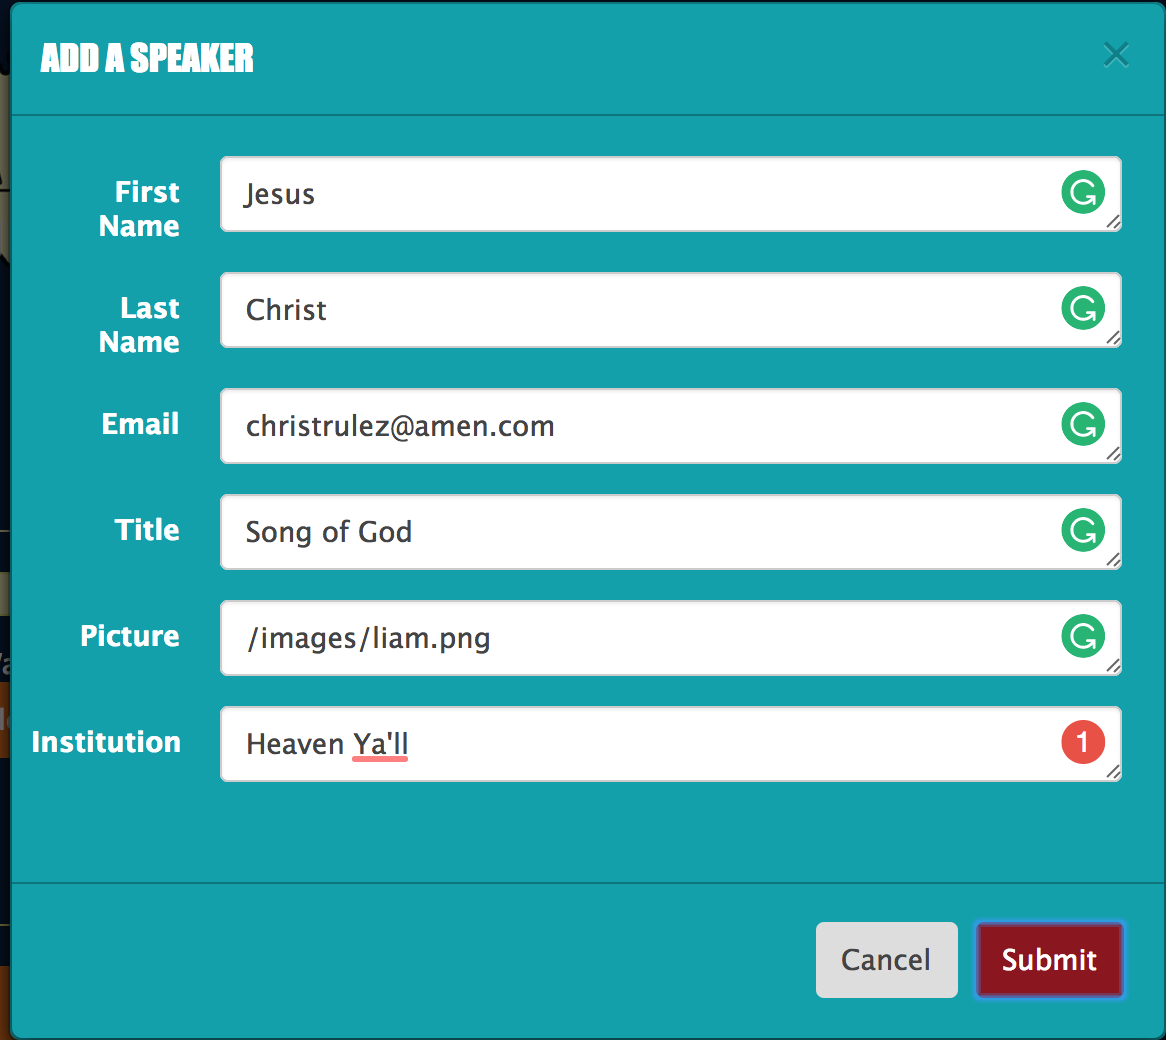 ADD A SPEAKER
First
Name
Jesus
Last
Name
Christ
Email
christrulez@amen.com
Title
Song of God
Picture
/images/liam.png
Institution
Heaven Ya'll
1
Cancel
Submit